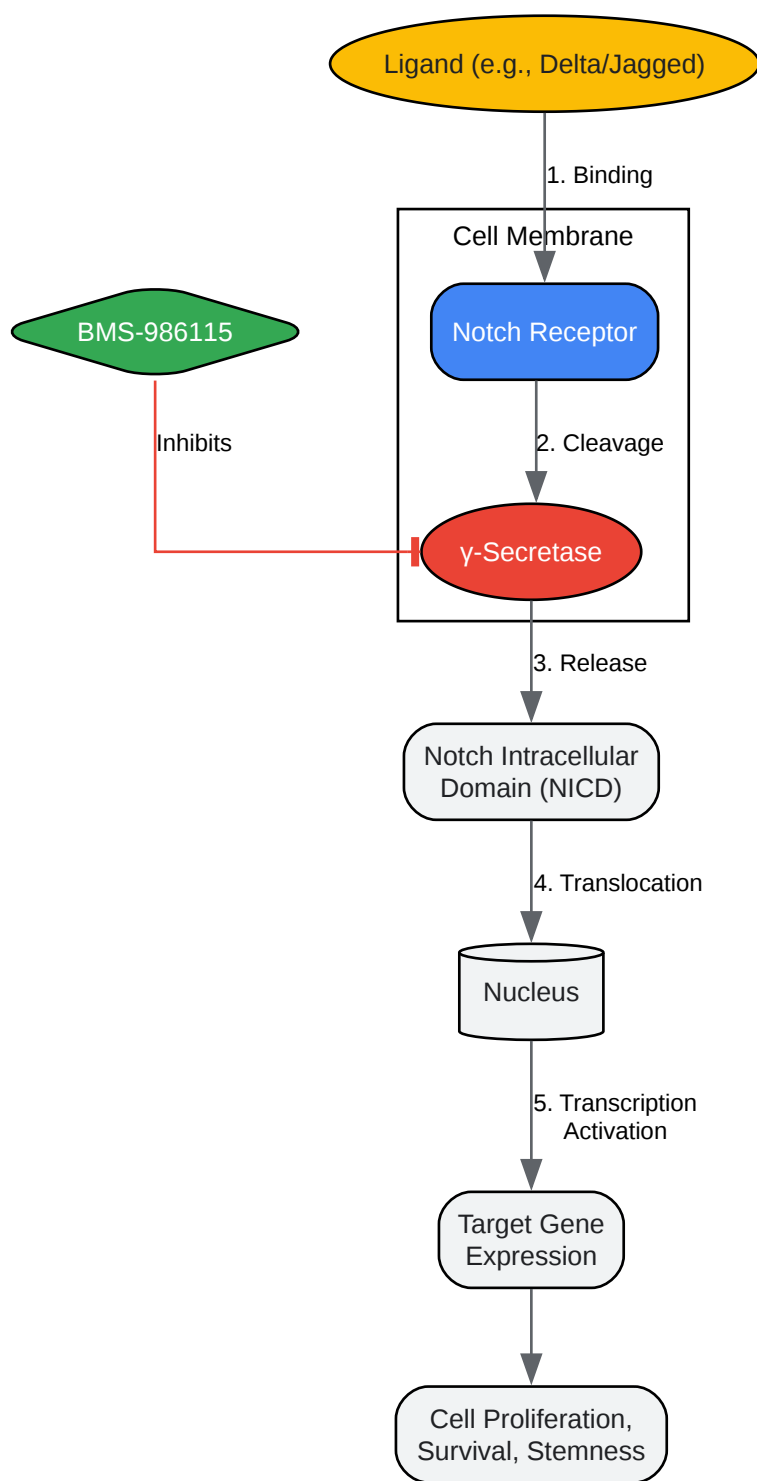 Ligand (e.g., Delta/Jagged)
1. Binding
Cell Membrane
BMS-986115
Notch Receptor
Inhibits
2. Cleavage
γ-Secretase
3. Release
Notch Intracellular
Domain (NICD)
4. Translocation
Nucleus
5. Transcription
Activation
Target Gene
Expression
Cell Proliferation,
Survival, Stemness